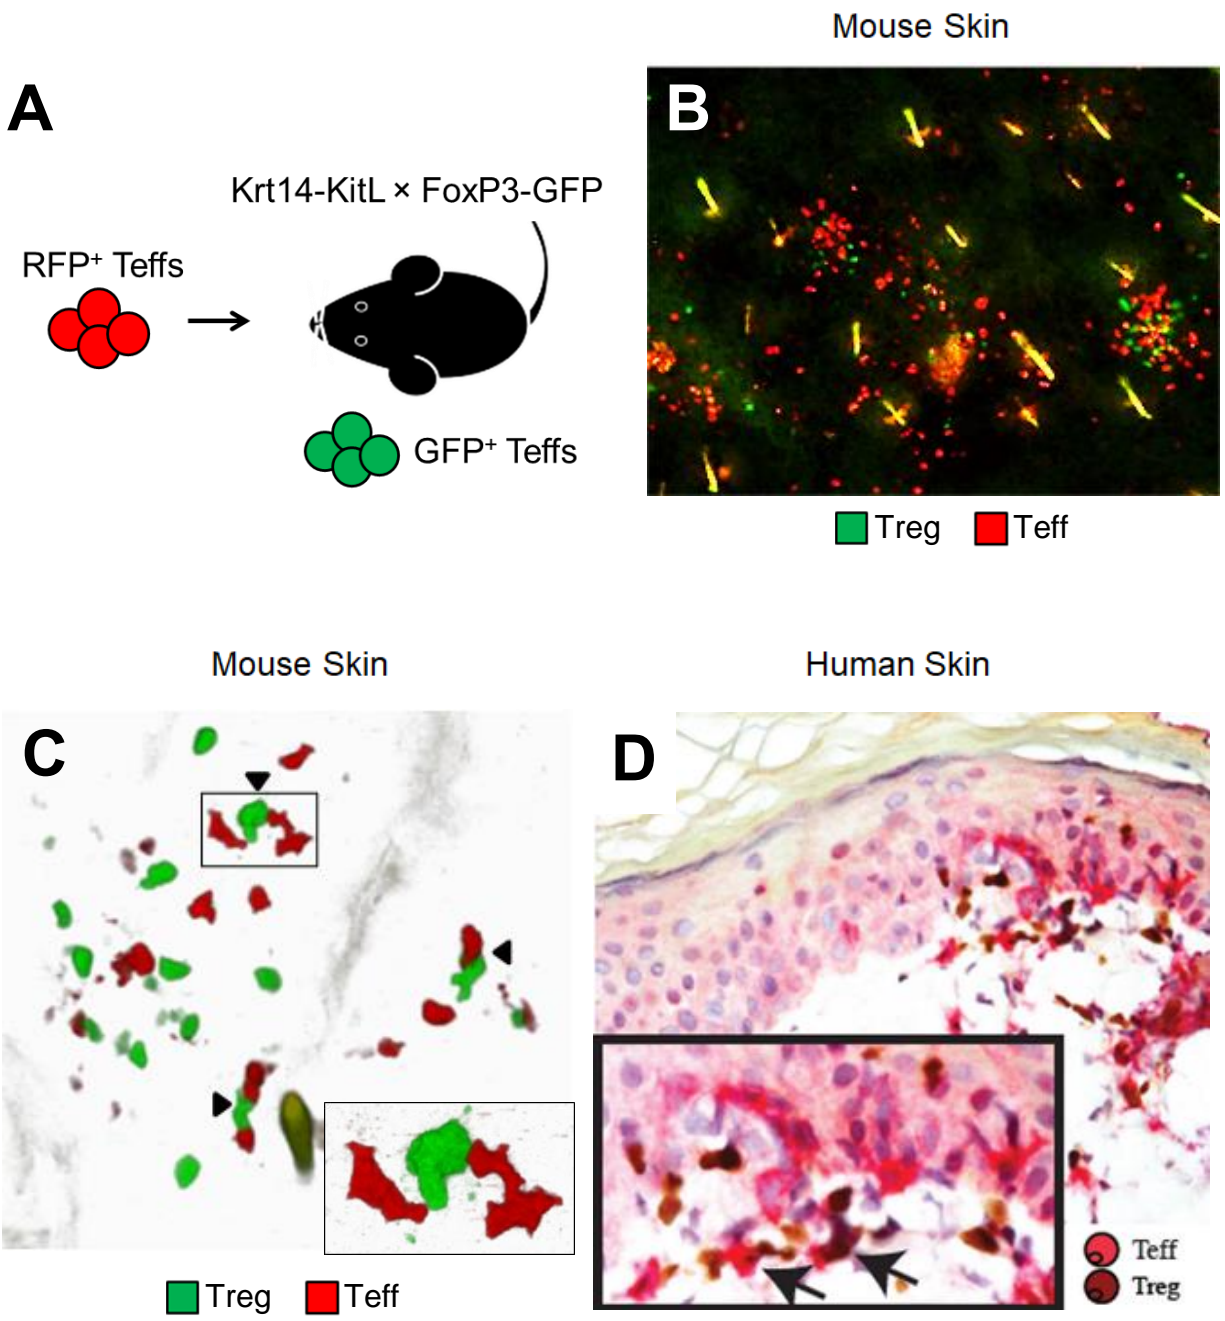 Mouse Skin
A
B
Krt14-KitL × FoxP3-GFP
RFP⁺ Teffs
GFP⁺ Teffs
Treg Teff
Mouse Skin
Human Skin
C
D
Teff
Treg
Treg Teff